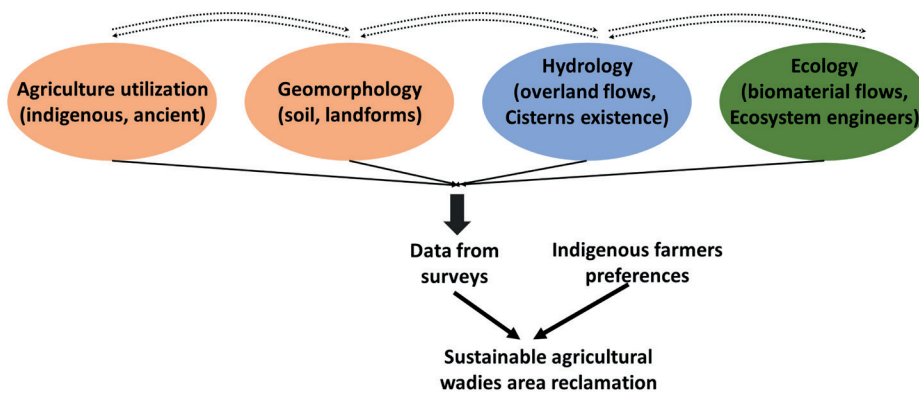 Agriculture utilization
(indigenous, ancient)
Geomorphology
(soil, landforms)
Hydrology
(overland flows,
Cisterns existence)
Ecology
(biomaterial flows,
Ecosystem engineers)
Data from
surveys
Indigenous farmers
preferences
Sustainable agricultural
wadies area reclamation